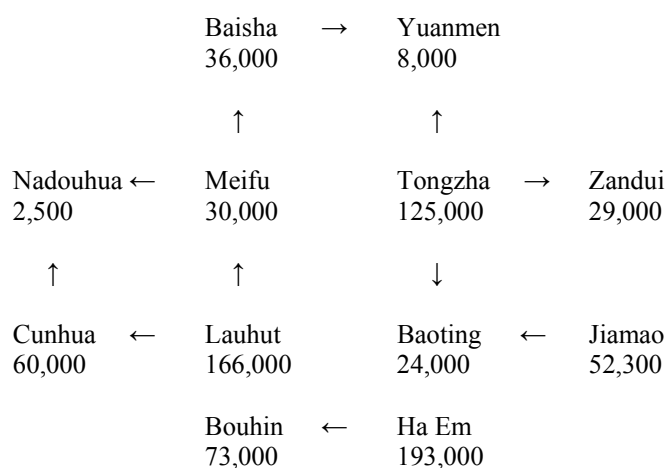 Baisha → Yuanmen
36,000 8,000
↑ ↑
Nadouhua ← Meifu Tongzha → Zandui
2,500 30,000 125,000 29,000
↑ ↑ ↓
Cunhua ← Lauhut Baoting ← Jiamao
60,000 166,000 24,000 52,300
Bouhin ← Ha Em
73,000 193,000